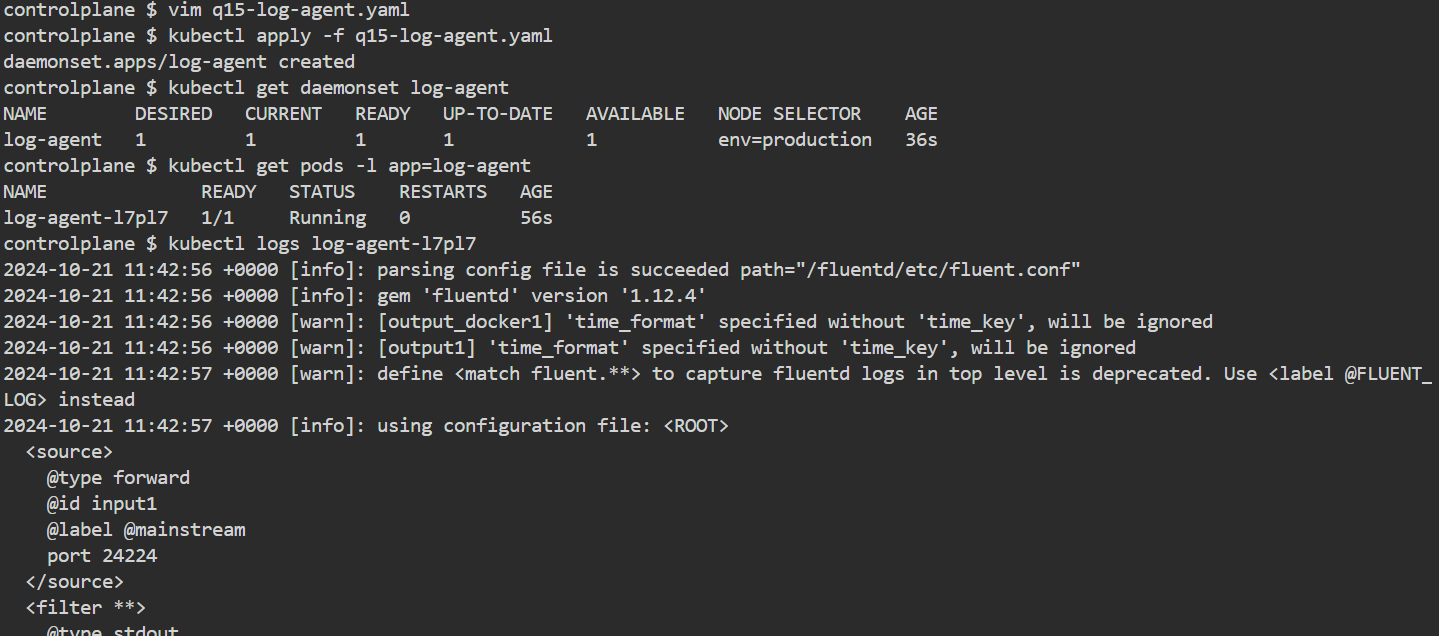 controlplane $ vim q15-log-agent.yaml
controlplane $ kubectl apply -f q15-log-agent.yaml
daemonset.apps/log-agent created
controlplane $ kubectl get daemonset log-agent
NAME        DESIRED   CURRENT   READY   UP-TO-DATE   AVAILABLE   NODE SELECTOR    AGE
log-agent   1         1         1       1            1           env=production   36s
controlplane $ kubectl get pods -l app=log-agent
NAME              READY   STATUS    RESTARTS   AGE
log-agent-l7pl7   1/1     Running   0          56s
controlplane $ kubectl logs log-agent-l7pl7
2024-10-21 11:42:56 +0000 [info]: parsing config file is succeeded path="/fluentd/etc/fluent.conf"
2024-10-21 11:42:56 +0000 [info]: gem 'fluentd' version '1.12.4'
2024-10-21 11:42:56 +0000 [warn]: [output_docker1] 'time_format' specified without 'time_key', will be ignored
2024-10-21 11:42:56 +0000 [warn]: [output1] 'time_format' specified without 'time_key', will be ignored
2024-10-21 11:42:57 +0000 [warn]: define <match fluent.**> to capture fluentd logs in top level is deprecated. Use <label @FLUENT_
LOG> instead
2024-10-21 11:42:57 +0000 [info]: using configuration file: <ROOT>
  <source>
    @type forward
    @id input1
    @label @mainstream
    port 24224
  </source>
  <filter **>
    @type stdout